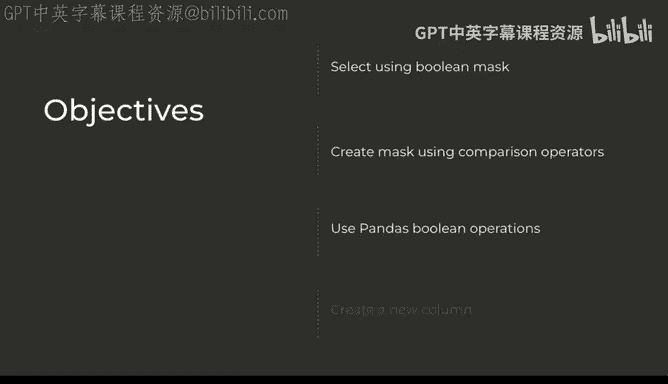 GPT中英字幕课程资源@bilibili.com
GPT中英字幕课程资源 bilibili
Objectives
Select using boolean mask
Create mask using comparison operators
Use Pandas boolean operations
Create a new column